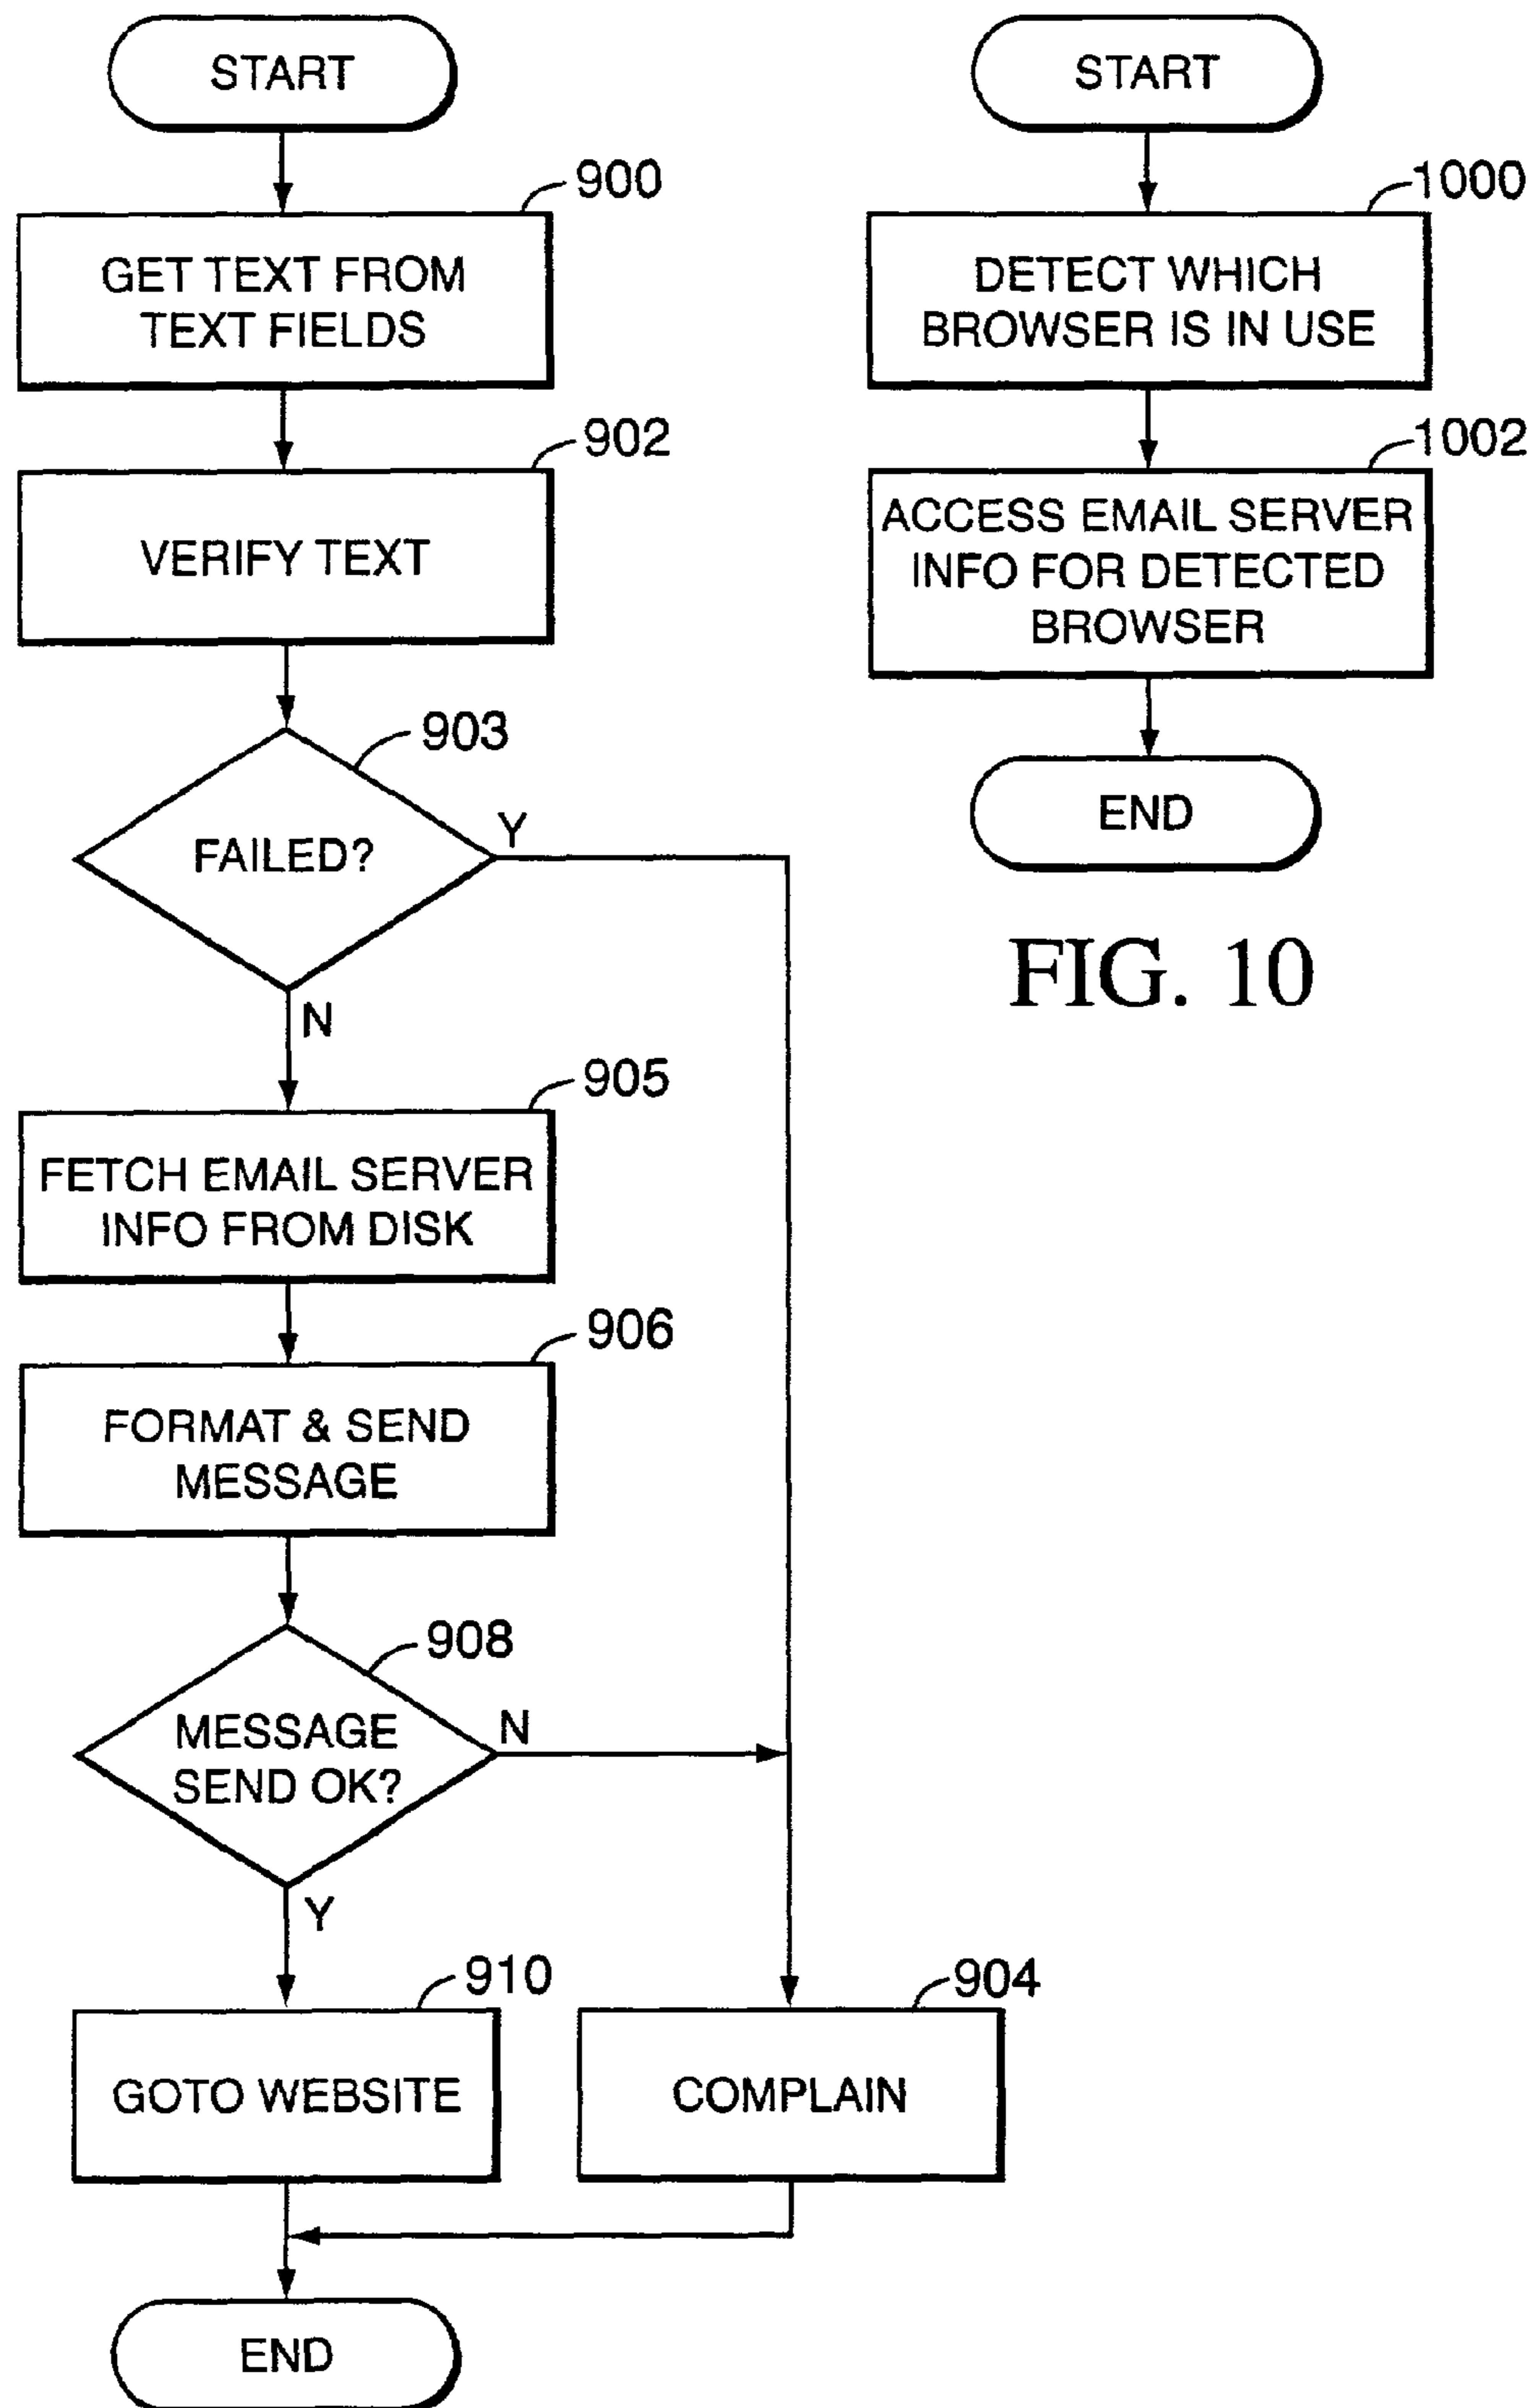 START
900
GET TEXT FROM
TEXT FIELDS
902
VERIFY TEXT
903
FAILED?
Y
N
905
FETCH EMAIL SERVER
INFO FROM DISK
906
FORMAT & SEND
MESSAGE
908
MESSAGE
SEND OK?
N
Y
910
GOTO WEBSITE
904
COMPLAIN
END
START
1000
DETECT WHICH
BROWSER IS IN USE
1002
ACCESS EMAIL SERVER
INFO FOR DETECTED
BROWSER
END
FIG. 10